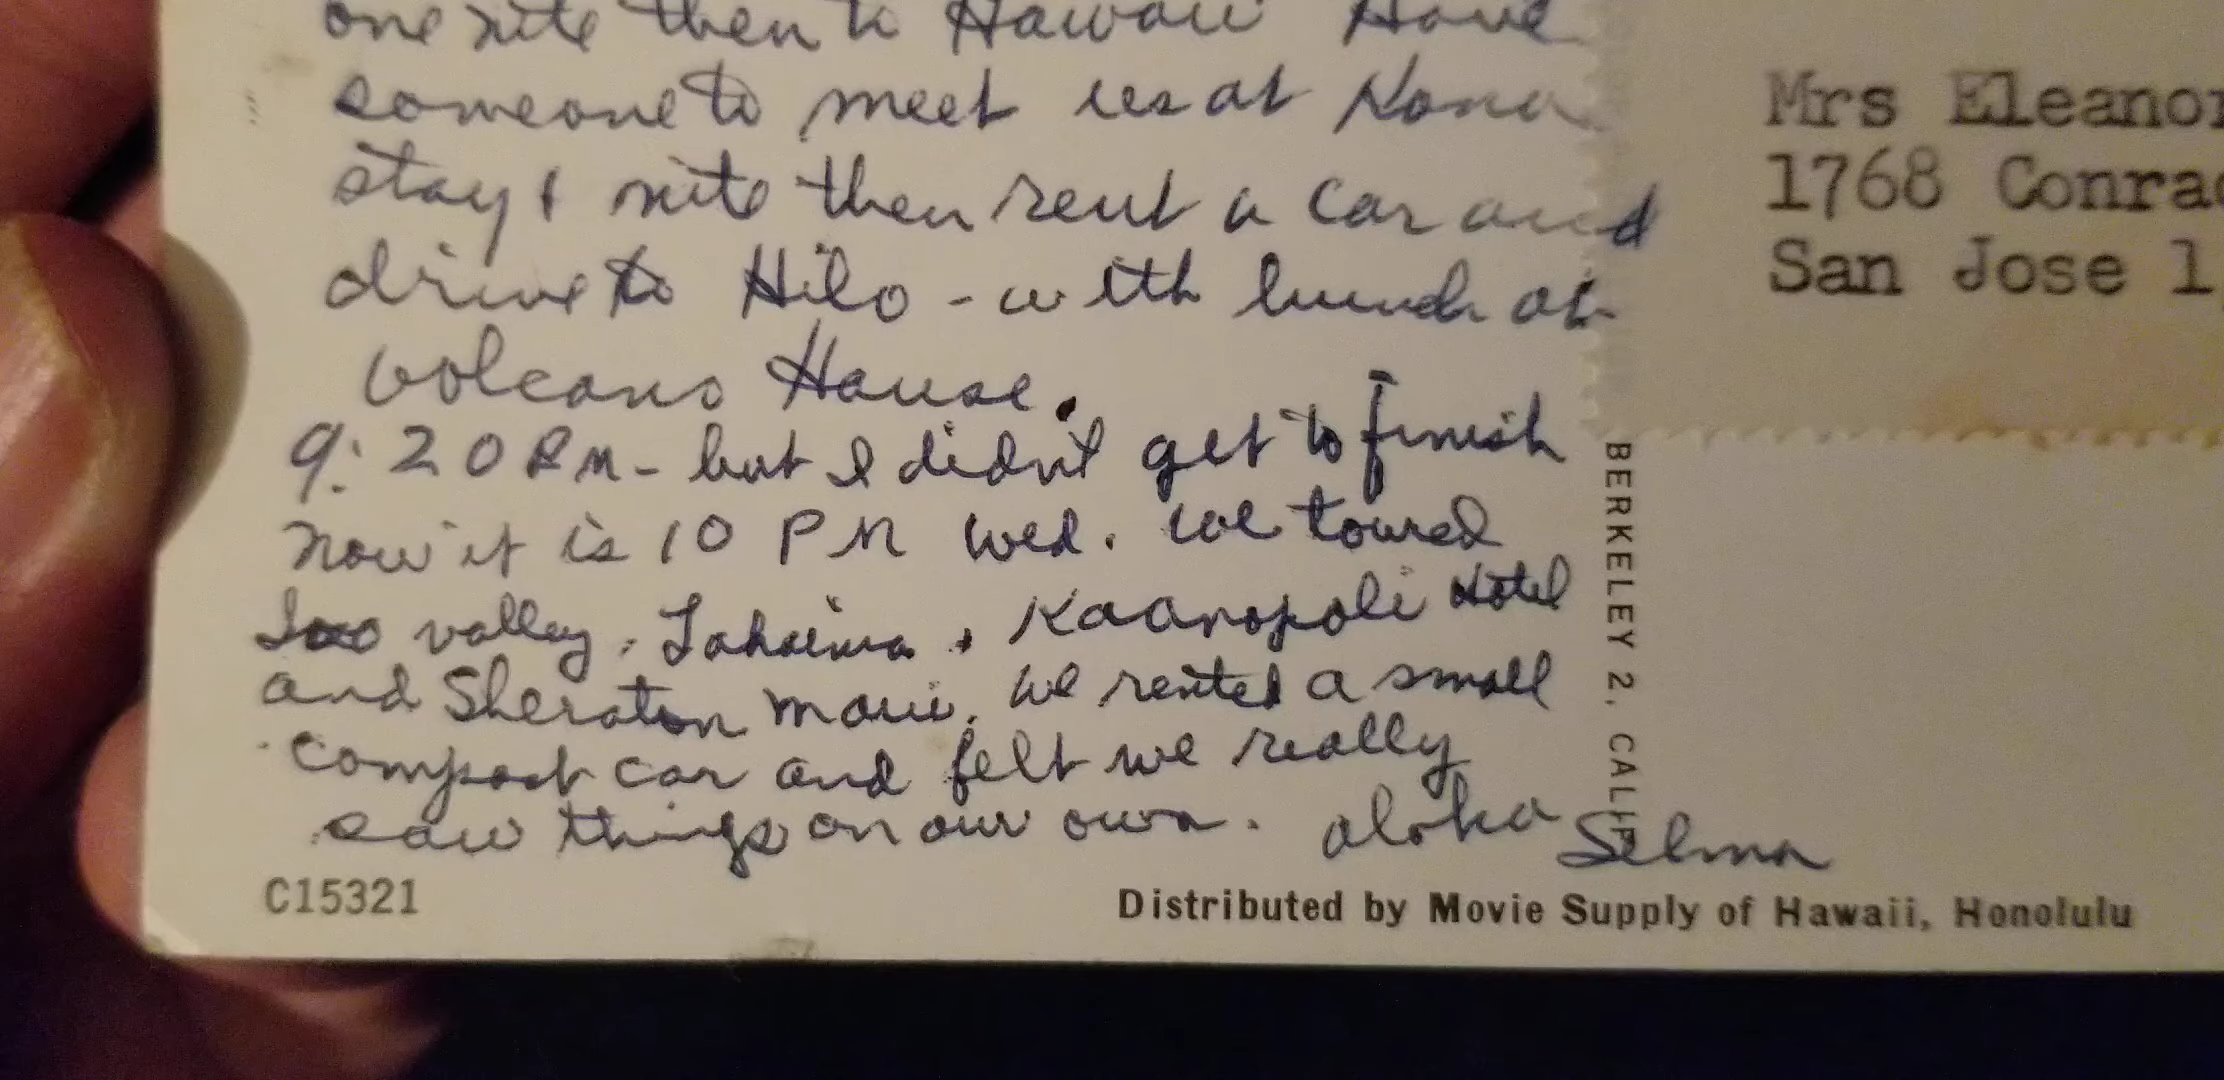 one nite then to Hawaii Have
someone to meet us at Kona
stay 1 nite then rent a car and
drive to Hilo - with lunch at
Volcano House.
9:20 P.M - but I didn't get to finish
Now it is 10 PM Wed. We toured
Iao valley, Lahaina + Kaanapali Hotel
and Sheraton Maui. We rented a small
compact car and felt we really
saw things on our own. Aloha Selma
C15321
Distributed by Movie Supply of Hawaii, Honolulu
BERKELEY 2, CALIF
Mrs Eleanor
1768 Conrad
San Jose 1,